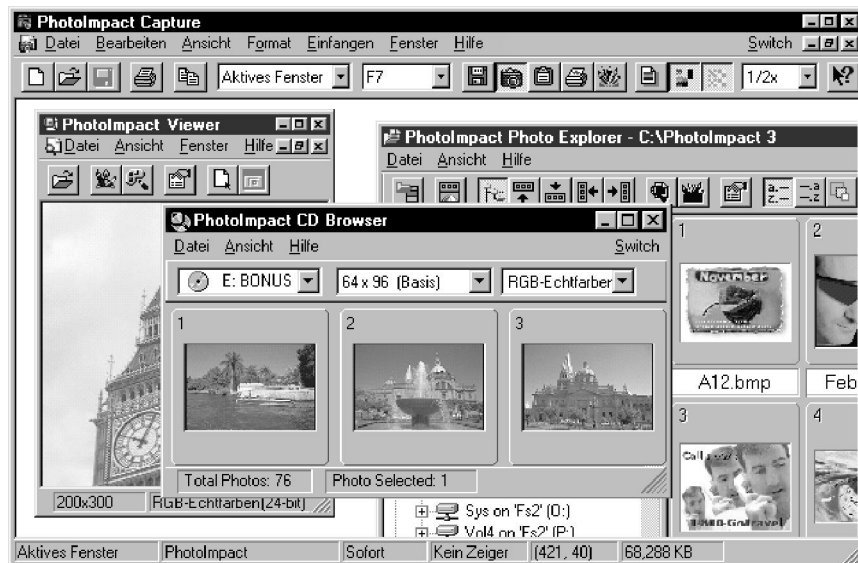 PhotoImpact Capture
Datei Bearbeiten Ansicht Format Einfangen Fenster Hilfe Switch
Aktives Fenster F7 1/2x
PhotoImpact Viewer
Datei Ansicht Fenster Hilfe
PhotoImpact Photo Explorer - C:\PhotoImpact 3
Datei Ansicht Hilfe
PhotoImpact CD Browser
Datei Ansicht Hilfe Switch
E: BONUS 64 x 96 (Basis) RGB-Echtfarber
1 2 3
Total Photos: 76 Photo Selected: 1
1 2
November
A12.bmp Feb
3 4
1-800-Gotravel
200x300 RGB-Echtfarben(24-bit)
Sys on 'Fs2' (O:)
Vol4 on 'Fs2' (P:)
Aktives Fenster PhotoImpact Sofort Kein Zeiger (421, 40) 68,288 KB